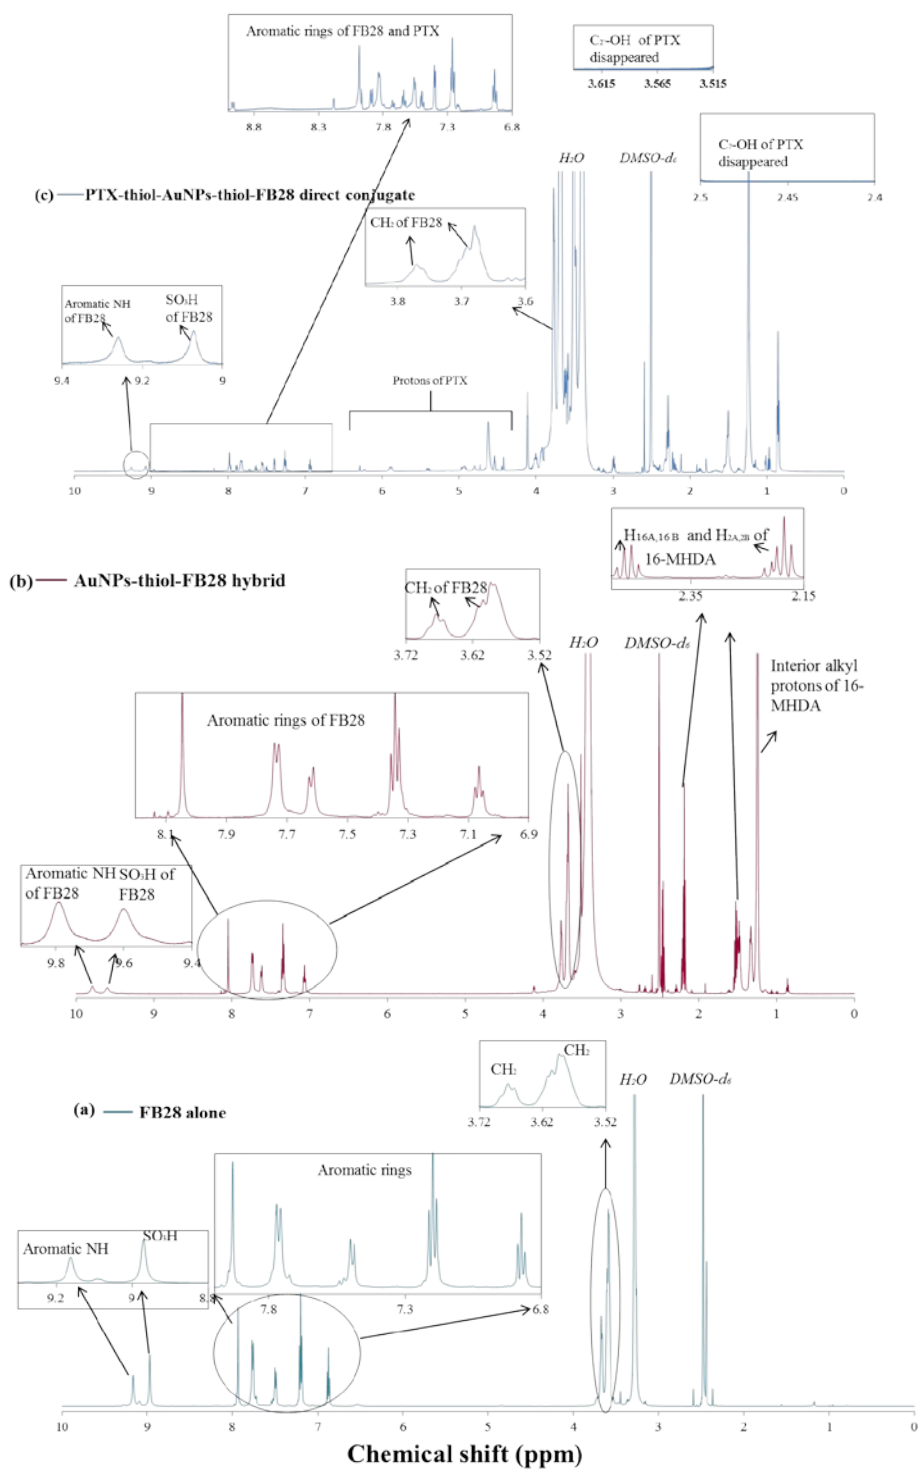 Aromatic rings of FB28 and PTX
8.8 8.3 7.8 7.3 6.8
C2'-OH of PTX
disappeared
3.615 3.565 3.515
C7-OH of PTX
disappeared
2.5 2.45 2.4
H2O
DMSO-d6
(c) PTX-thiol-AuNPs-thiol-FB28 direct conjugate
CH2 of FB28
3.8 3.7 3.6
Aromatic NH
of FB28
SO3H
of FB28
9.4 9.2 9
Protons of PTX
10 9 8 7 6 5 4 3 2 1 0
H16A,16B and H2A,2B of
16-MHDA
2.35 2.15
(b) AuNPs-thiol-FB28 hybrid
CH2 of FB28
3.72 3.62 3.52
H2O
DMSO-d6
Interior alkyl
protons of 16-
MHDA
Aromatic rings of FB28
8.1 7.9 7.7 7.5 7.3 7.1 6.9
Aromatic NH
of FB28
SO3H of
FB28
9.8 9.6 9.4
10 9 8 7 6 5 4 3 2 1 0
CH2
CH2
3.72 3.62 3.52
H2O
DMSO-d6
(a) FB28 alone
Aromatic rings
7.8 7.3 6.8
Aromatic NH
SO3H
9.2
10 9 8 7 6 5 4 3 2 1 0
Chemical shift (ppm)